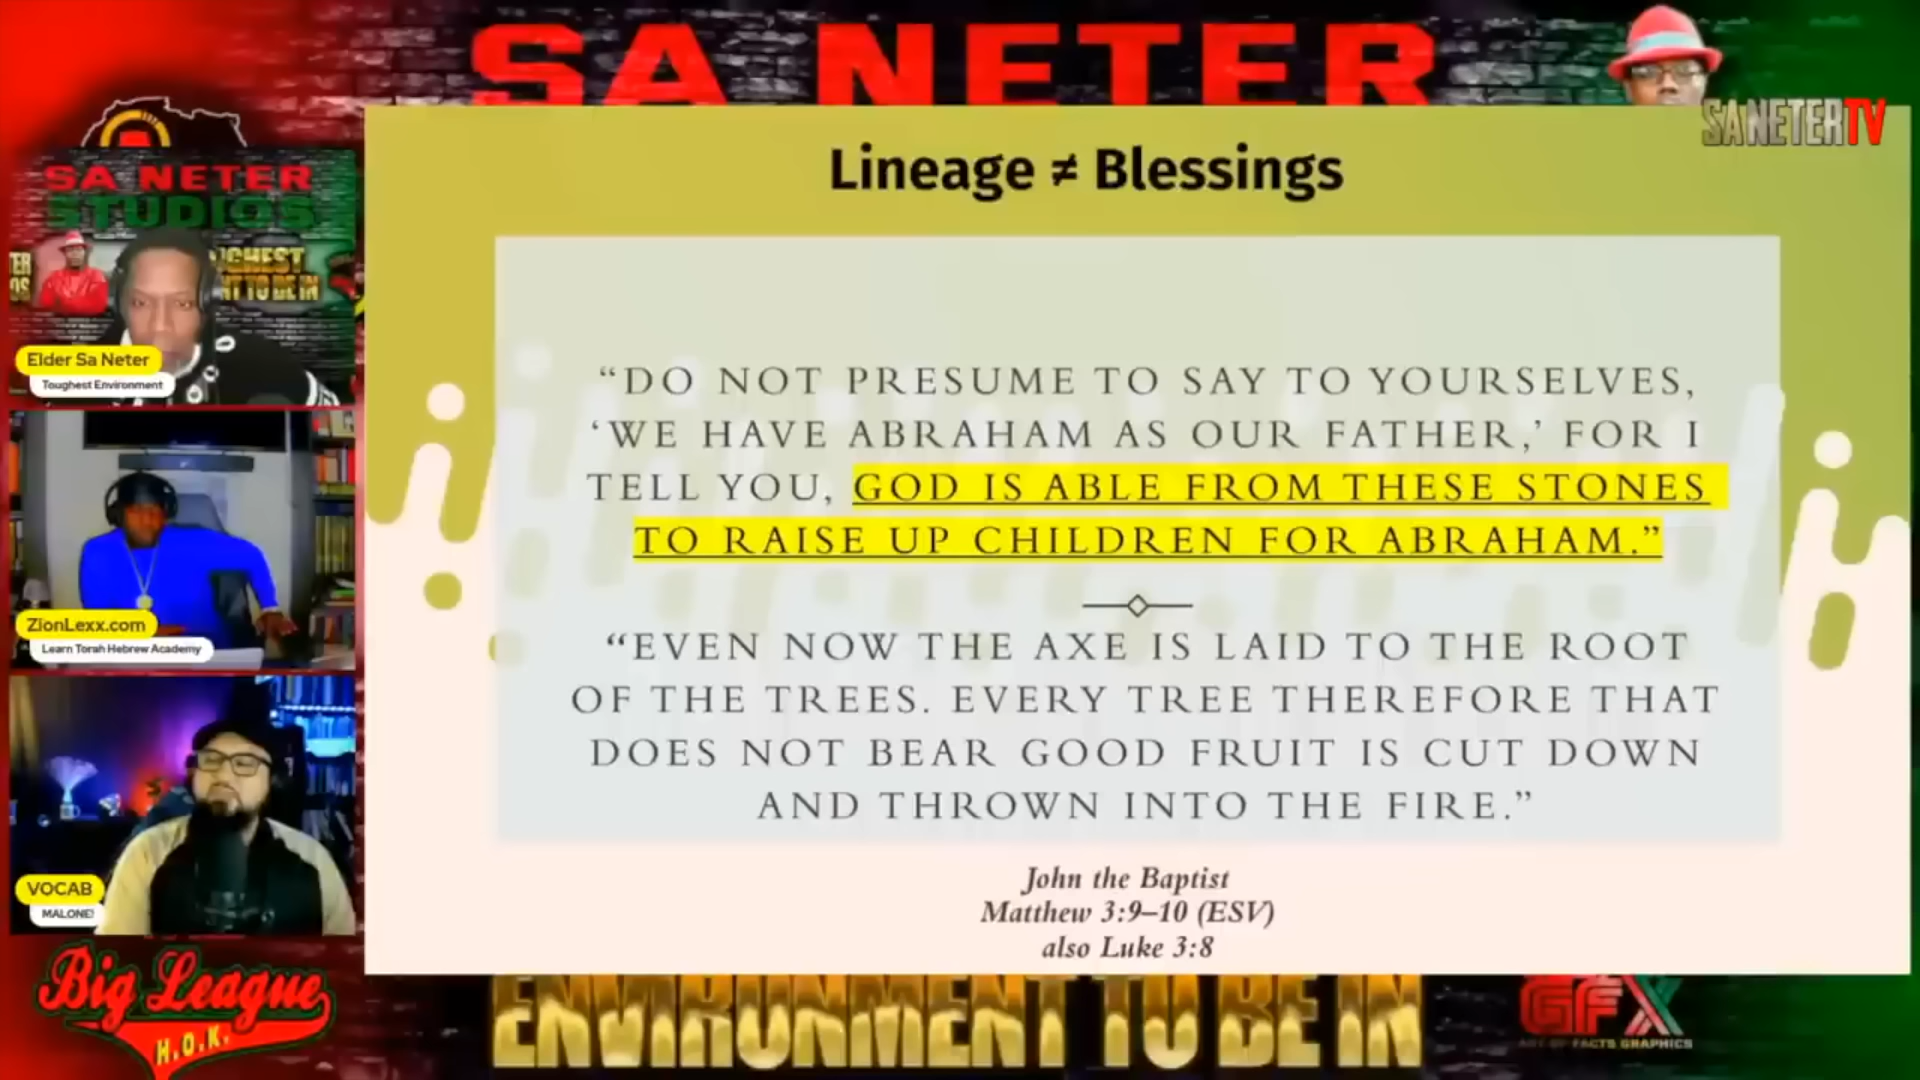 SA NETER
SANETERTV
SA NETER
STUDIOS
Elder Sa Neter
Toughest Environment
ZionLexx.com
Learn Torah Hebrew Academy
VOCAB
MALONE!
Big League
H.O.K.
Lineage ≠ Blessings
“DO NOT PRESUME TO SAY TO YOURSELVES,
‘WE HAVE ABRAHAM AS OUR FATHER,’ FOR I
TELL YOU, GOD IS ABLE FROM THESE STONES
TO RAISE UP CHILDREN FOR ABRAHAM.”
“EVEN NOW THE AXE IS LAID TO THE ROOT
OF THE TREES. EVERY TREE THEREFORE THAT
DOES NOT BEAR GOOD FRUIT IS CUT DOWN
AND THROWN INTO THE FIRE.”
John the Baptist
Matthew 3:9–10 (ESV)
also Luke 3:8
ENVIRONMENT TO BE IN
GFX
ART OF FACTS GRAPHICS